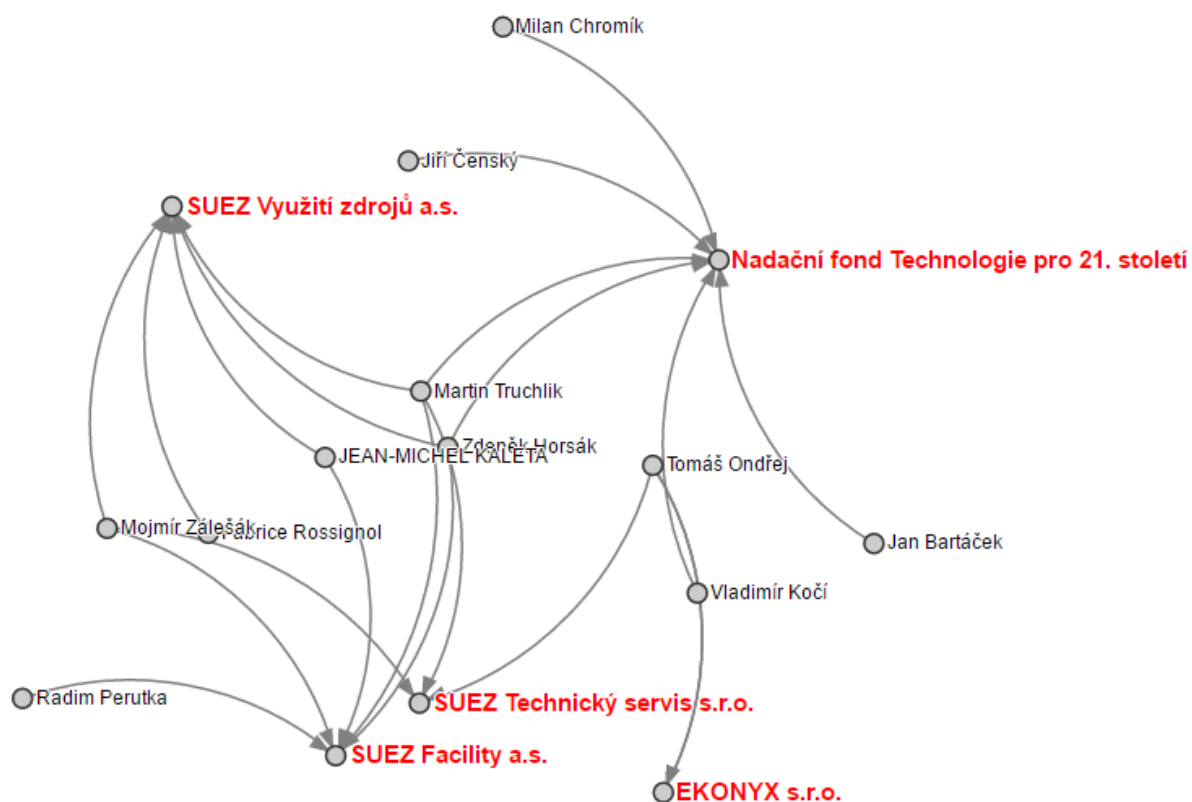 Milan Chromík
Jiří Čenský
SUEZ Využití zdrojů a.s.
Nadační fond Technologie pro 21. století
Martin Truchlik
Zdeněk Horsák
JEAN-MICHEL KALETA
Tomáš Ondřej
Mojmír Zálešák
Fabrice Rossignol
Jan Bartáček
Vladimír Kočí
Radim Perutka
SUEZ Technický servis s.r.o.
SUEZ Facility a.s.
EKONYX s.r.o.